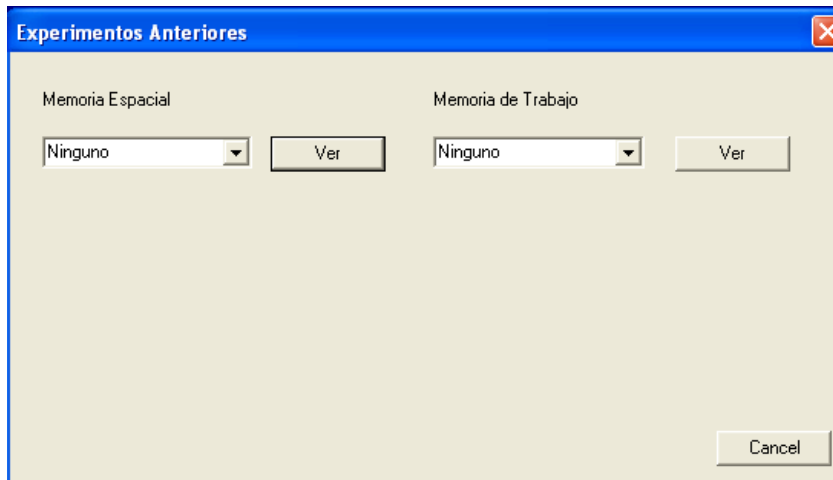 Experimentos Anteriores
Memoria Espacial Memoria de Trabajo
Ninguno Ver Ninguno Ver
Cancel